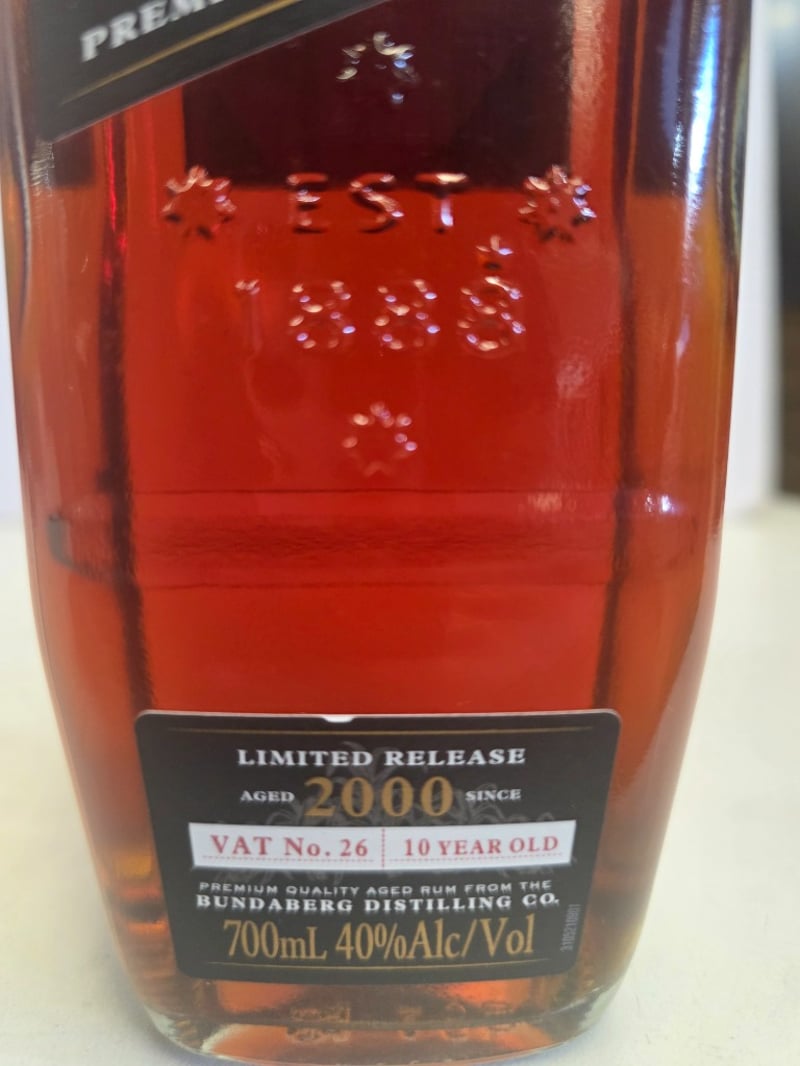 PREM
EST
1888
LIMITED RELEASE
AGED 2000 SINCE
VAT No. 26 10 YEAR OLD
PREMIUM QUALITY AGED RUM FROM THE
BUNDABERG DISTILLING CO.
700mL 40%Alc/Vol